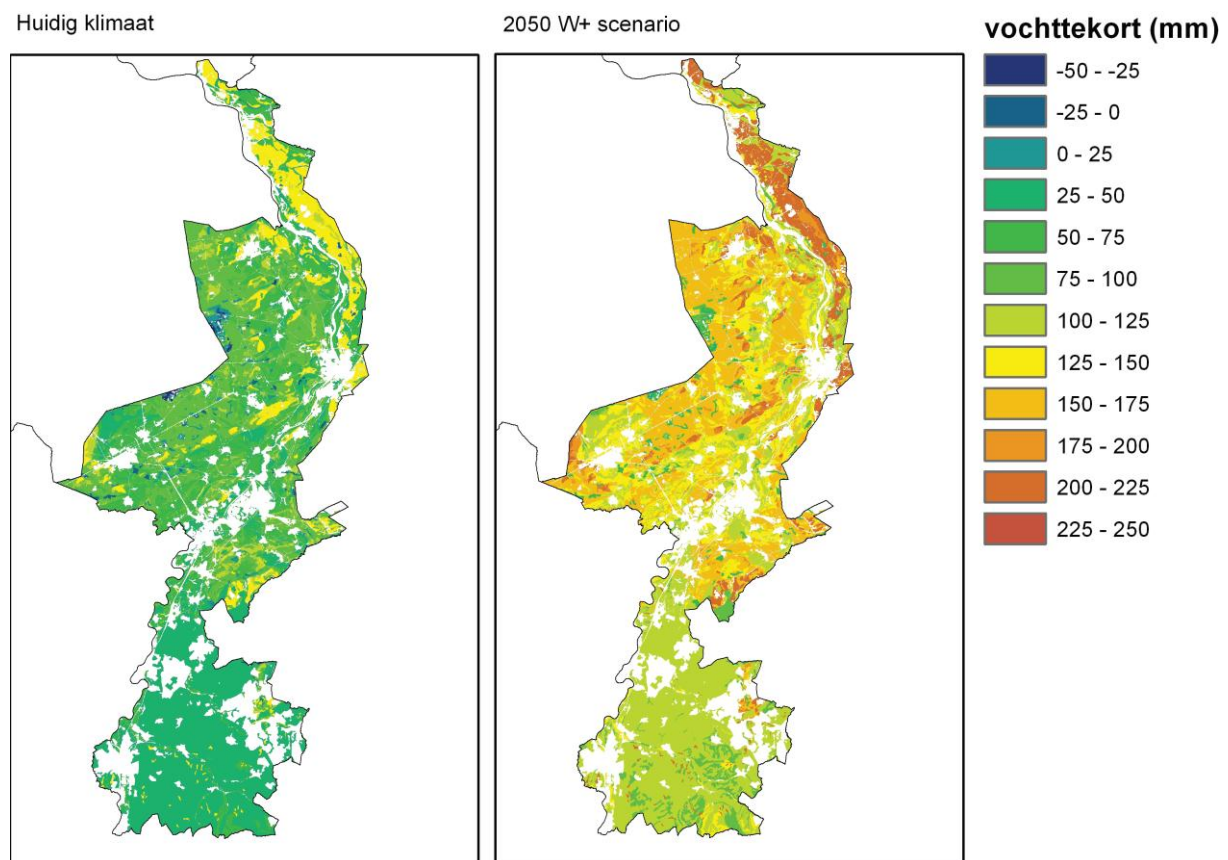 Huidig klimaat
2050 W+ scenario
vochttekort (mm)
-50 - -25
-25 - 0
0 - 25
25 - 50
50 - 75
75 - 100
100 - 125
125 - 150
150 - 175
175 - 200
200 - 225
225 - 250